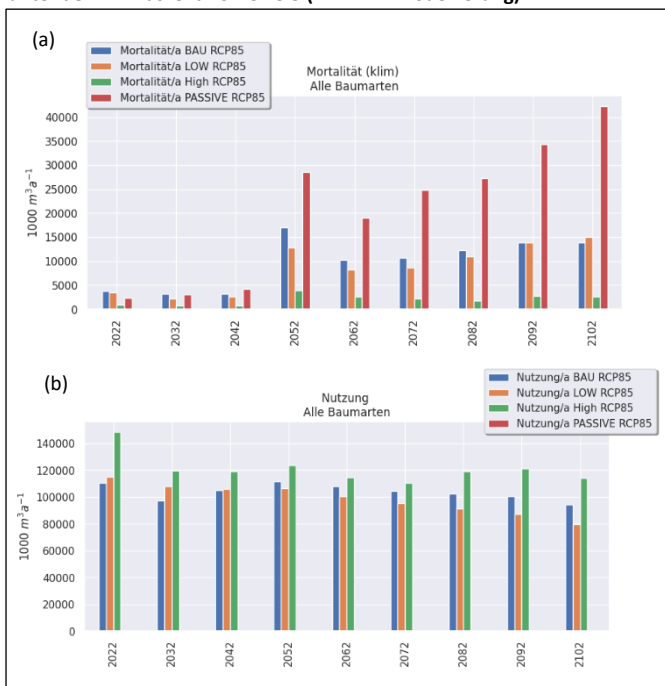 (a)
Mortalität/a BAU RCP85
Mortalität/a LOW RCP85
Mortalität/a High RCP85
Mortalität/a PASSIVE RCP85
Mortalität (klim)
Alle Baumarten
1000 m³a⁻¹
40000
35000
30000
25000
20000
15000
10000
5000
0
2022
2032
2042
2052
2062
2072
2082
2092
2102
(b)
Nutzung
Alle Baumarten
Nutzung/a BAU RCP85
Nutzung/a LOW RCP85
Nutzung/a High RCP85
Nutzung/a PASSIVE RCP85
1000 m³a⁻¹
140000
120000
100000
80000
60000
40000
20000
0
2022
2032
2042
2052
2062
2072
2082
2092
2102